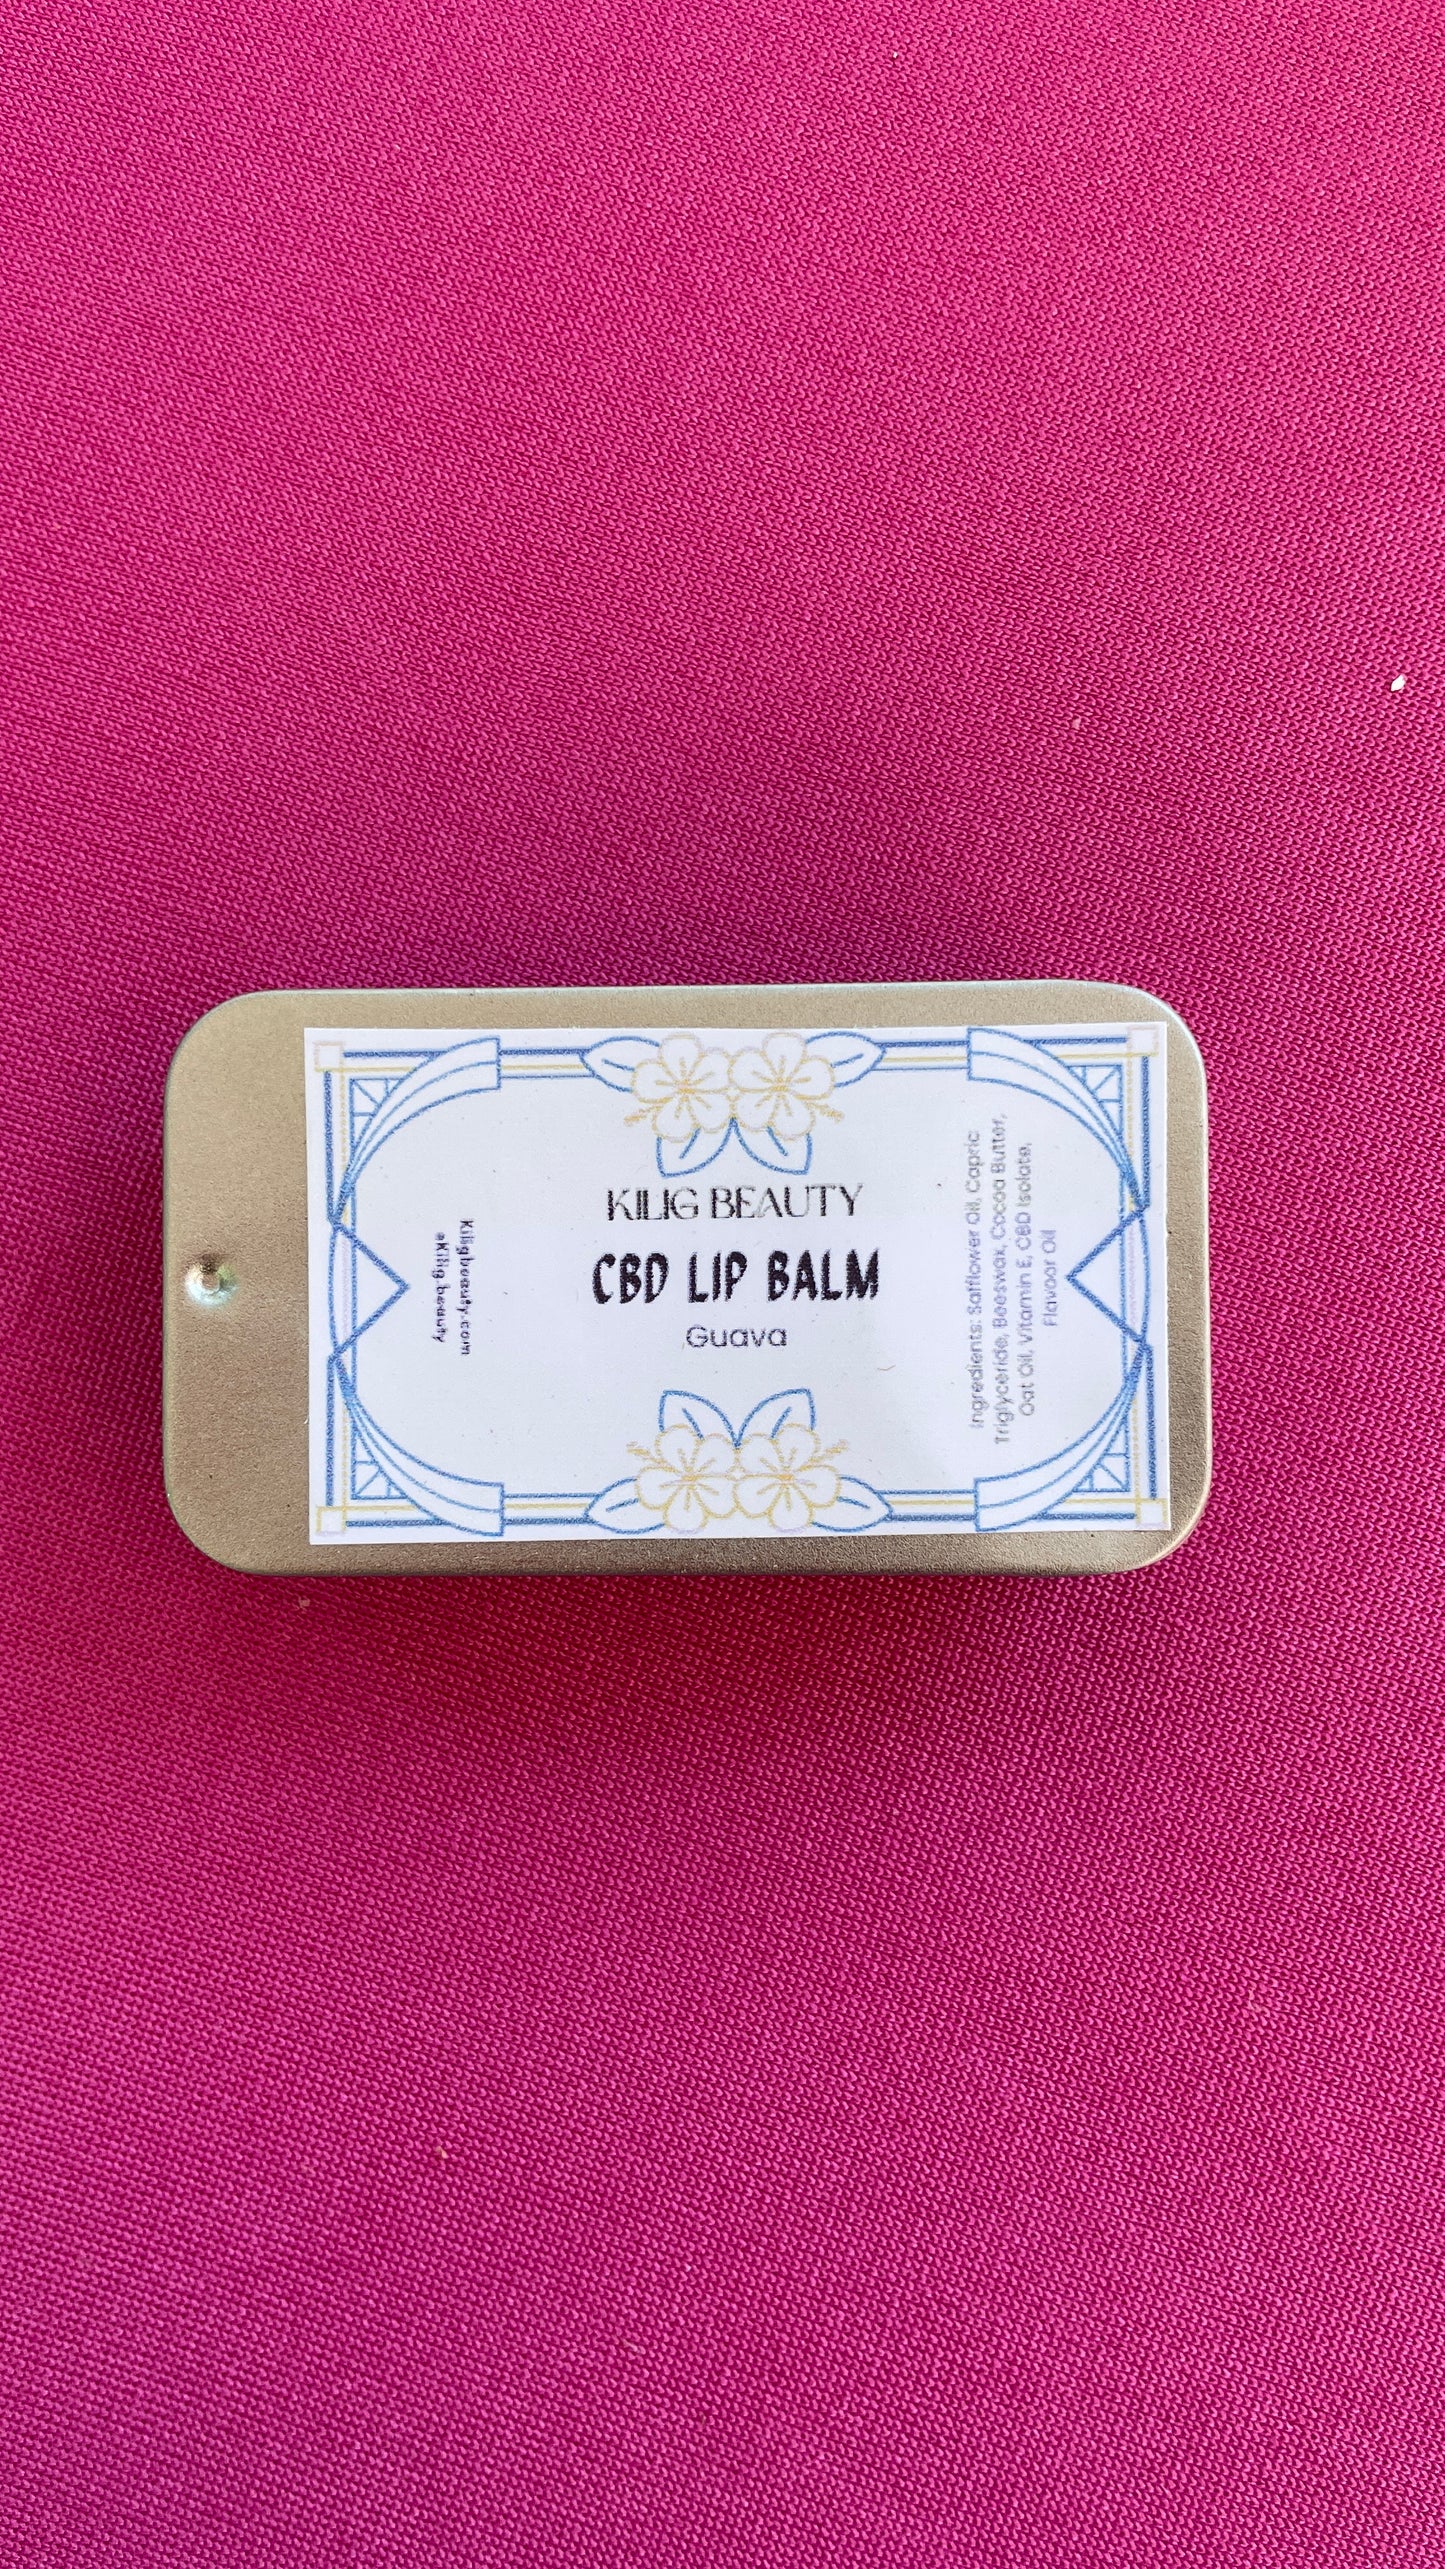 KILIG BEAUTY
CBD LIP BALM
Guava
Kiligbeauty.com
@Kilig.beauty
Ingredients: Safflower Oil, Capric
Triglyceride, Beeswax, Cocoa Butter,
Oat Oil, Vitamin E, CBD Isolate,
Flavour Oil